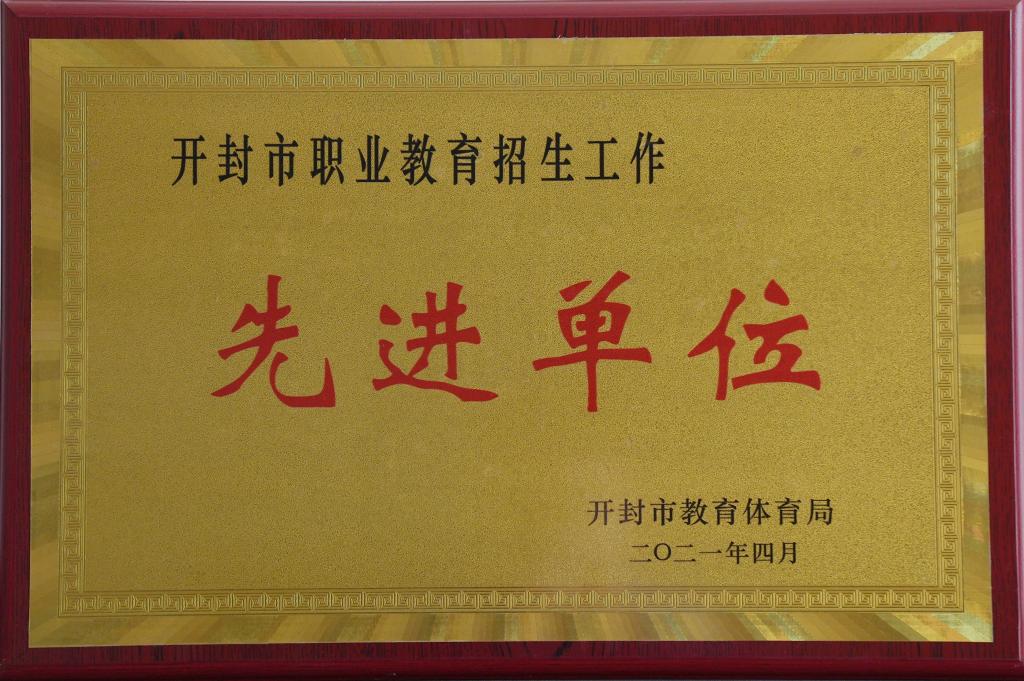 开封市职业教育招生工作
先进单位
开封市教育体育局
二〇二一年四月